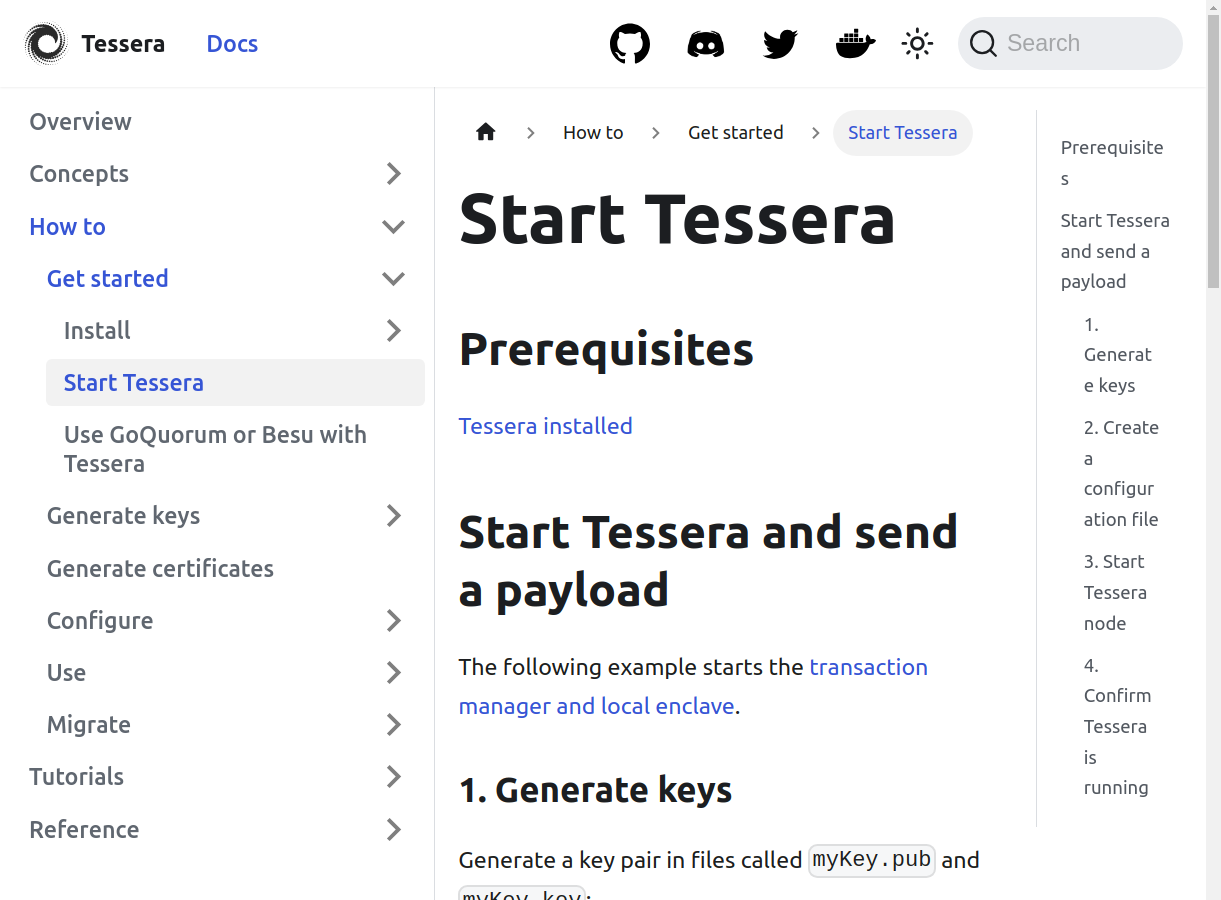 Tessera
Docs
Search
Overview
Concepts
How to
Get started
Install
Start Tessera
Use GoQuorum or Besu with
Tessera
Generate keys
Generate certificates
Configure
Use
Migrate
Tutorials
Reference
How to
Get started
Start Tessera
Start Tessera
Prerequisites
Tessera installed
Start Tessera and send
a payload
The following example starts the transaction
manager and local enclave.
1. Generate keys
Generate a key pair in files called myKey.pub and
myKey.key:
Prerequisite
s
Start Tessera
and send a
payload
1.
Generat
e keys
2. Create
a
configur
ation file
3. Start
Tessera
node
4.
Confirm
Tessera
is
running